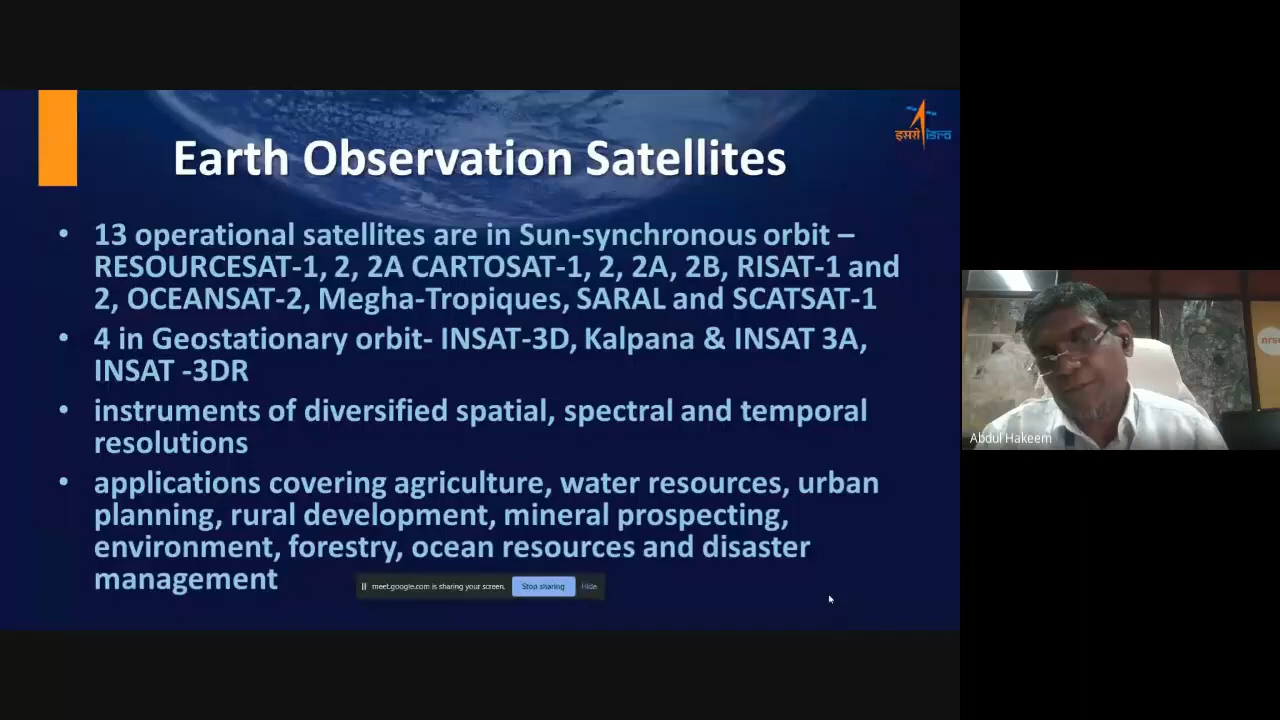 Earth Observation Satellites
इसरो isro
• 13 operational satellites are in Sun-synchronous orbit –
RESOURCESAT-1, 2, 2A CARTOSAT-1, 2, 2A, 2B, RISAT-1 and
2, OCEANSAT-2, Megha-Tropiques, SARAL and SCATSAT-1
• 4 in Geostationary orbit- INSAT-3D, Kalpana & INSAT 3A,
INSAT -3DR
• instruments of diversified spatial, spectral and temporal
resolutions
• applications covering agriculture, water resources, urban
planning, rural development, mineral prospecting,
environment, forestry, ocean resources and disaster
management
meet.google.com is sharing your screen. Stop sharing Hide
nrsc
Abdul Hakeem